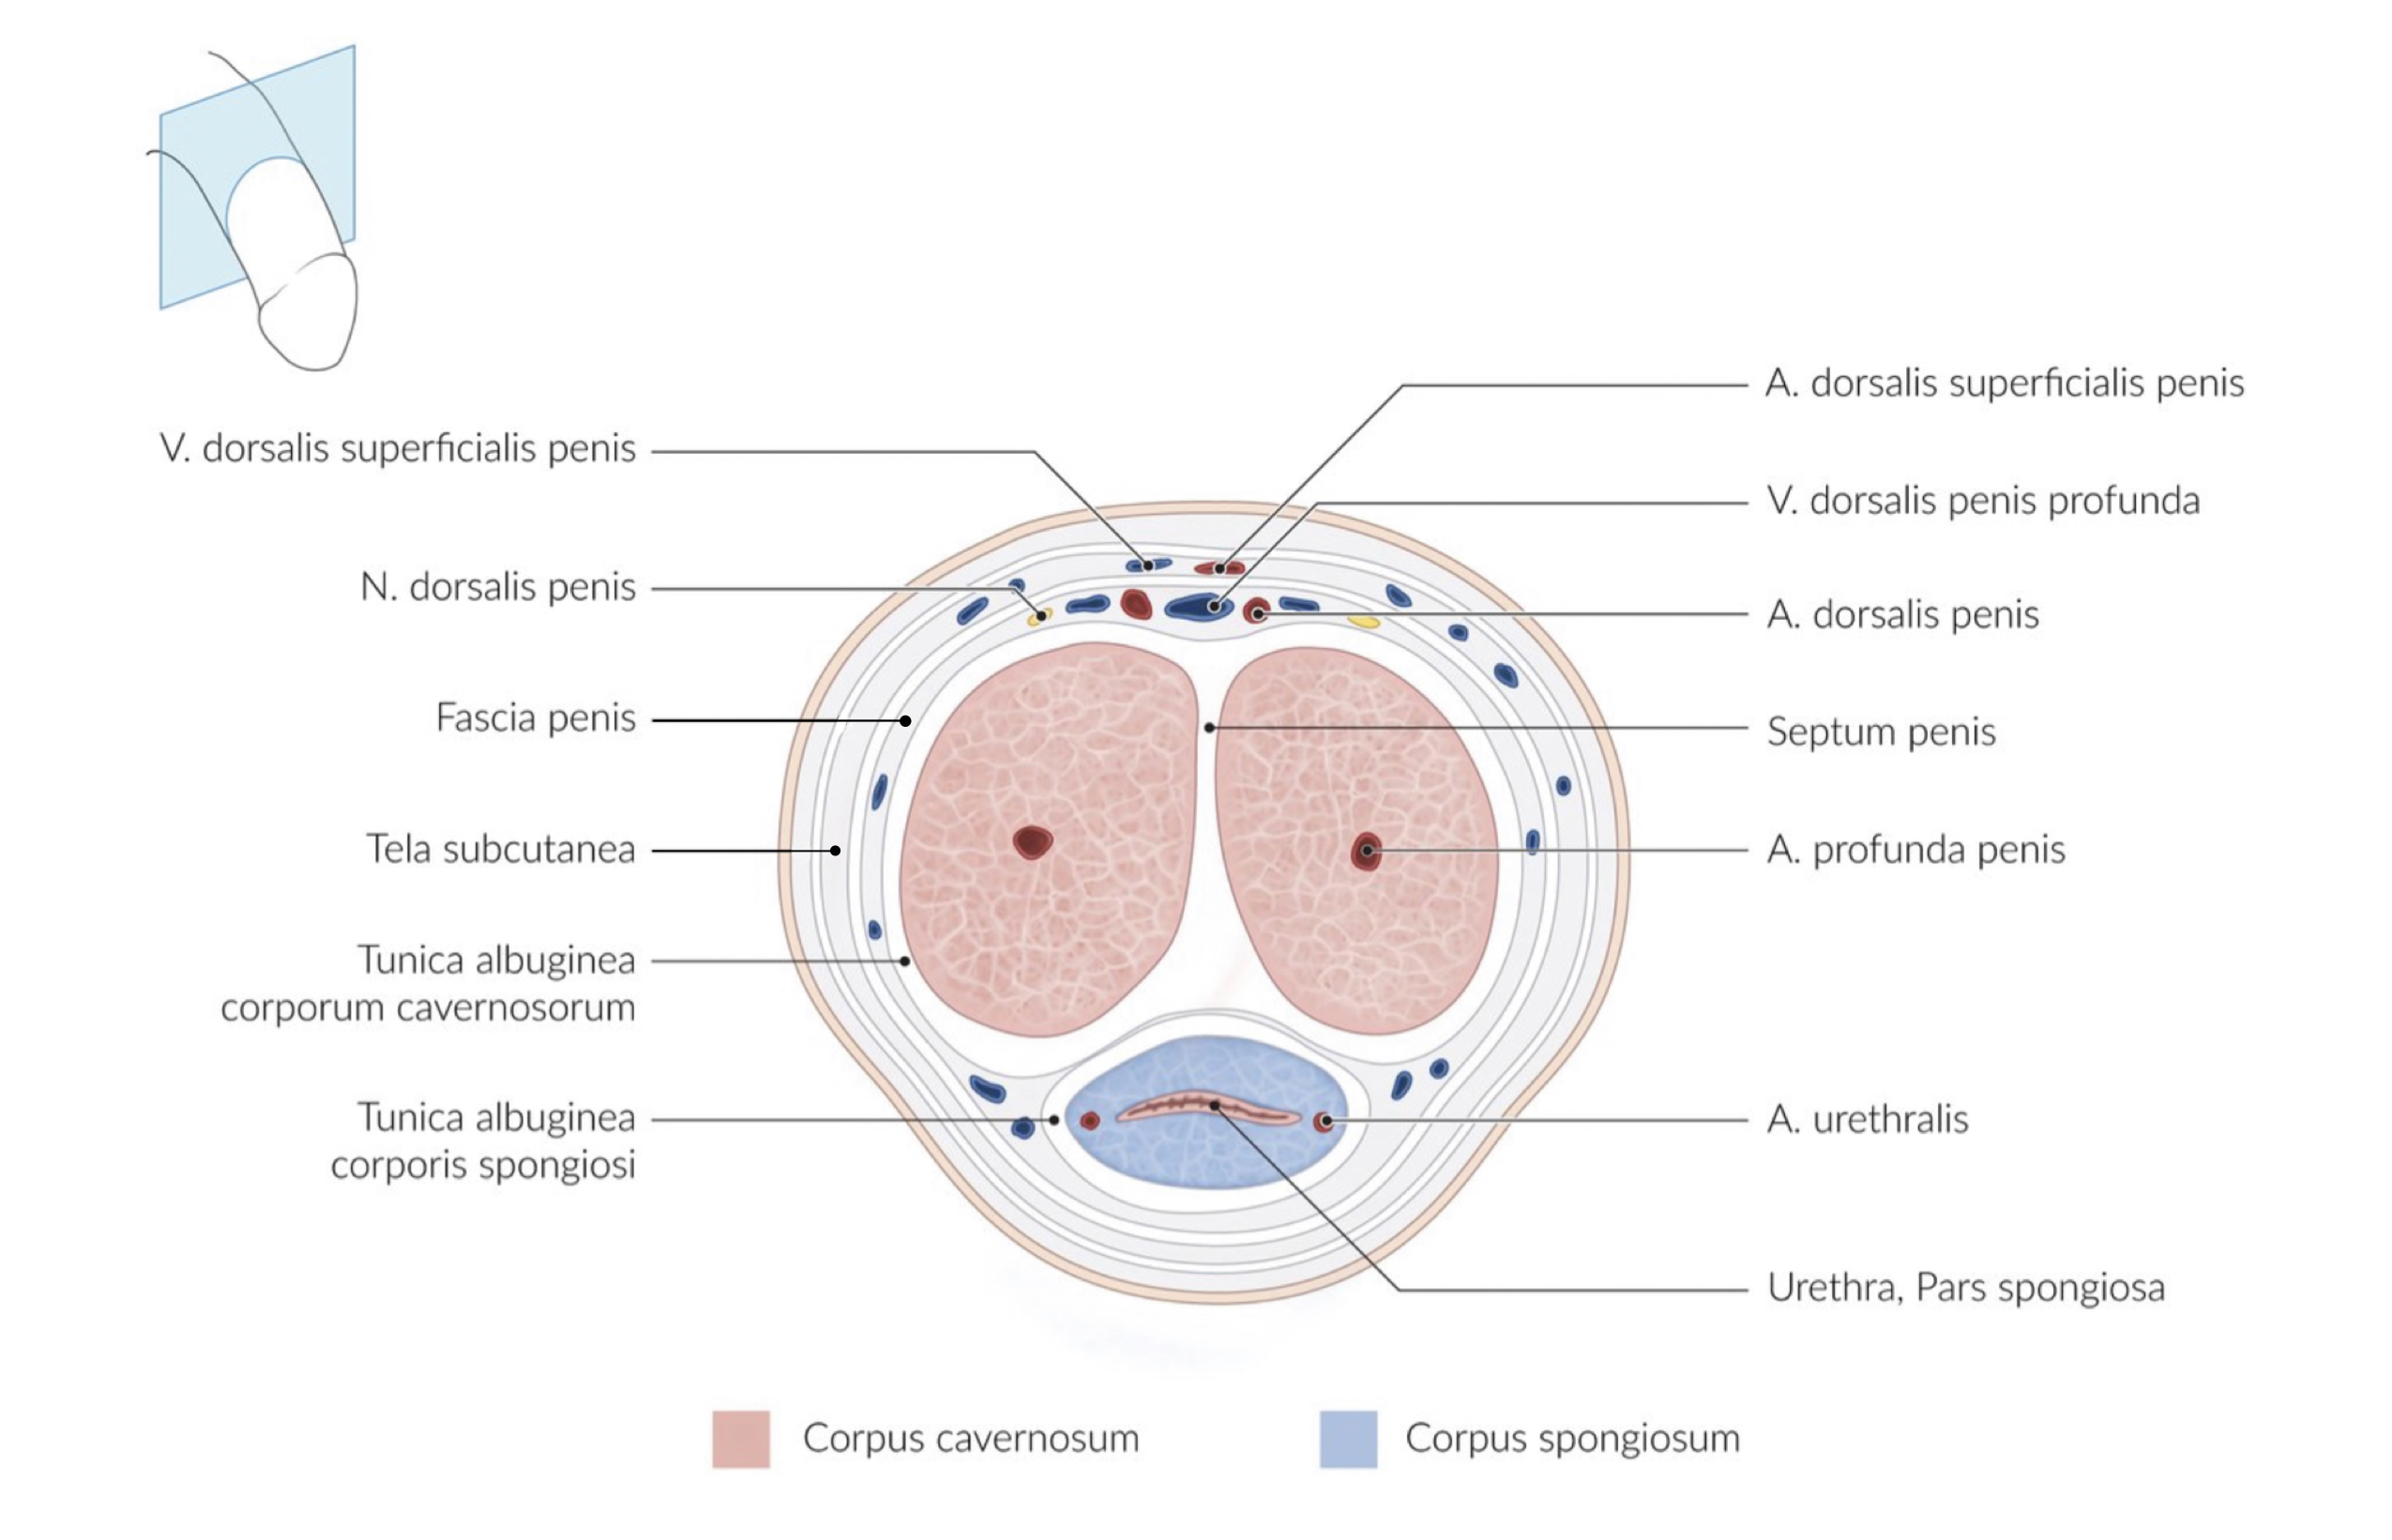 V. dorsalis superficialis penis
N. dorsalis penis
Fascia penis
Tela subcutanea
Tunica albuginea
corporum cavernosorum
Tunica albuginea
corporis spongiosi
A. dorsalis superficialis penis
V. dorsalis penis profunda
A. dorsalis penis
Septum penis
A. profunda penis
A. urethralis
Urethra, Pars spongiosa
Corpus cavernosum
Corpus spongiosum